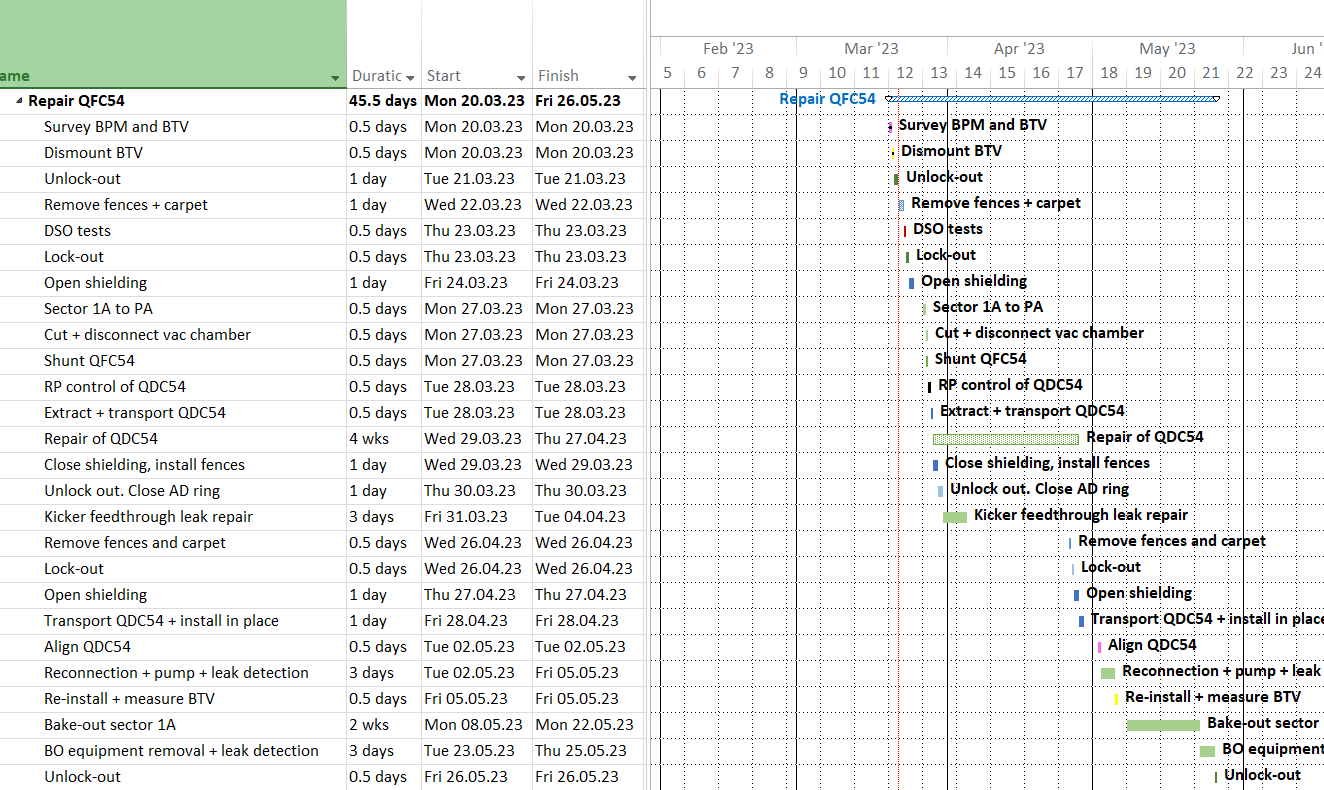 Feb '23 Mar '23 Apr '23 May '23 Jun '
ame Duratic Start Finish 5 6 7 8 9 10 11 12 13 14 15 16 17 18 19 20 21 22 23 24
Repair QFC54 45.5 days Mon 20.03.23 Fri 26.05.23 Repair QFC54
Survey BPM and BTV 0.5 days Mon 20.03.23 Mon 20.03.23 Survey BPM and BTV
Dismount BTV 0.5 days Mon 20.03.23 Mon 20.03.23 Dismount BTV
Unlock-out 1 day Tue 21.03.23 Tue 21.03.23 Unlock-out
Remove fences + carpet 1 day Wed 22.03.23 Wed 22.03.23 Remove fences + carpet
DSO tests 0.5 days Thu 23.03.23 Thu 23.03.23 DSO tests
Lock-out 0.5 days Thu 23.03.23 Thu 23.03.23 Lock-out
Open shielding 1 day Fri 24.03.23 Fri 24.03.23 Open shielding
Sector 1A to PA 0.5 days Mon 27.03.23 Mon 27.03.23 Sector 1A to PA
Cut + disconnect vac chamber 0.5 days Mon 27.03.23 Mon 27.03.23 Cut + disconnect vac chamber
Shunt QFC54 0.5 days Mon 27.03.23 Mon 27.03.23 Shunt QFC54
RP control of QDC54 0.5 days Tue 28.03.23 Tue 28.03.23 RP control of QDC54
Extract + transport QDC54 0.5 days Tue 28.03.23 Tue 28.03.23 Extract + transport QDC54
Repair of QDC54 4 wks Wed 29.03.23 Thu 27.04.23 Repair of QDC54
Close shielding, install fences 1 day Wed 29.03.23 Wed 29.03.23 Close shielding, install fences
Unlock out. Close AD ring 1 day Thu 30.03.23 Thu 30.03.23 Unlock out. Close AD ring
Kicker feedthrough leak repair 3 days Fri 31.03.23 Tue 04.04.23 Kicker feedthrough leak repair
Remove fences and carpet 0.5 days Wed 26.04.23 Wed 26.04.23 Remove fences and carpet
Lock-out 0.5 days Wed 26.04.23 Wed 26.04.23 Lock-out
Open shielding 1 day Thu 27.04.23 Thu 27.04.23 Open shielding
Transport QDC54 + install in place 1 day Fri 28.04.23 Fri 28.04.23 Transport QDC54 + install in place
Align QDC54 0.5 days Tue 02.05.23 Tue 02.05.23 Align QDC54
Reconnection + pump + leak detection 3 days Tue 02.05.23 Fri 05.05.23 Reconnection + pump + leak
Re-install + measure BTV 0.5 days Fri 05.05.23 Fri 05.05.23 Re-install + measure BTV
Bake-out sector 1A 2 wks Mon 08.05.23 Mon 22.05.23 Bake-out sector
BO equipment removal + leak detection 3 days Tue 23.05.23 Thu 25.05.23 BO equipment
Unlock-out 0.5 days Fri 26.05.23 Fri 26.05.23 Unlock-out